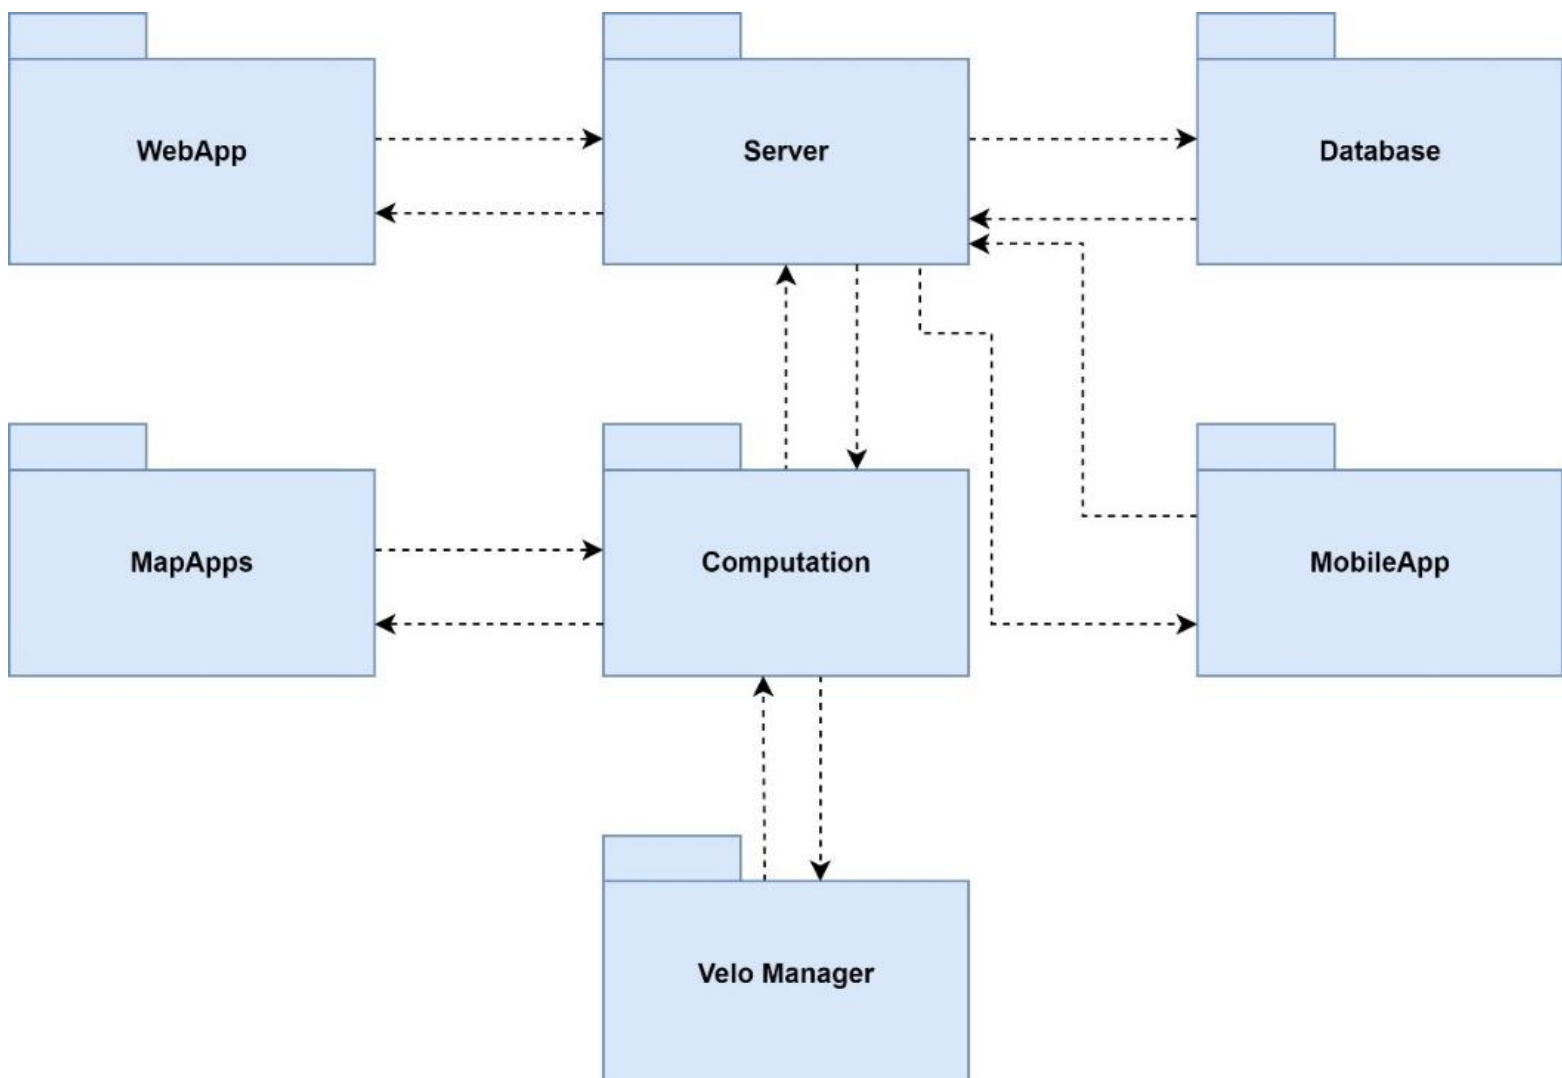 WebApp
Server
Database
MapApps
Computation
MobileApp
Velo Manager